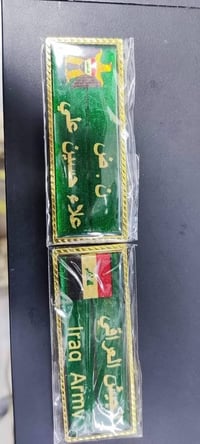 ن . ض
علاء حسين علي
الجيش العراقي
Iraq Army